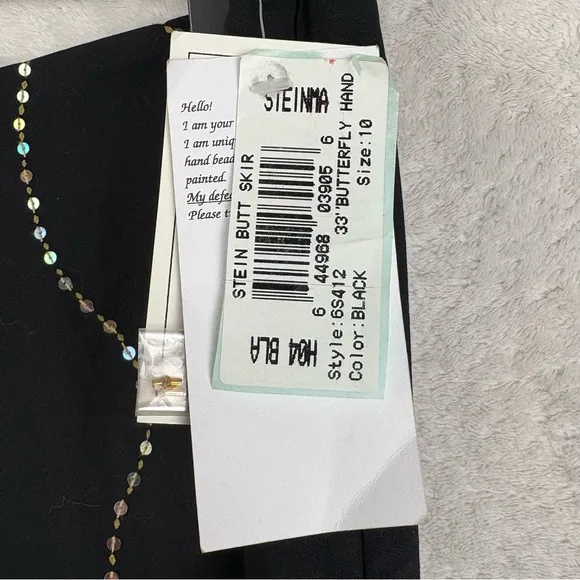 Hello!
I am your
I am uniq
hand bead
painted.
My defec
Please t
STEINMA
STEIN BUTT SKIR
6 44968 03905 6
33"BUTTERFLY HAND
Style:6S412 Size:10
Color:BLACK
H04 BLA